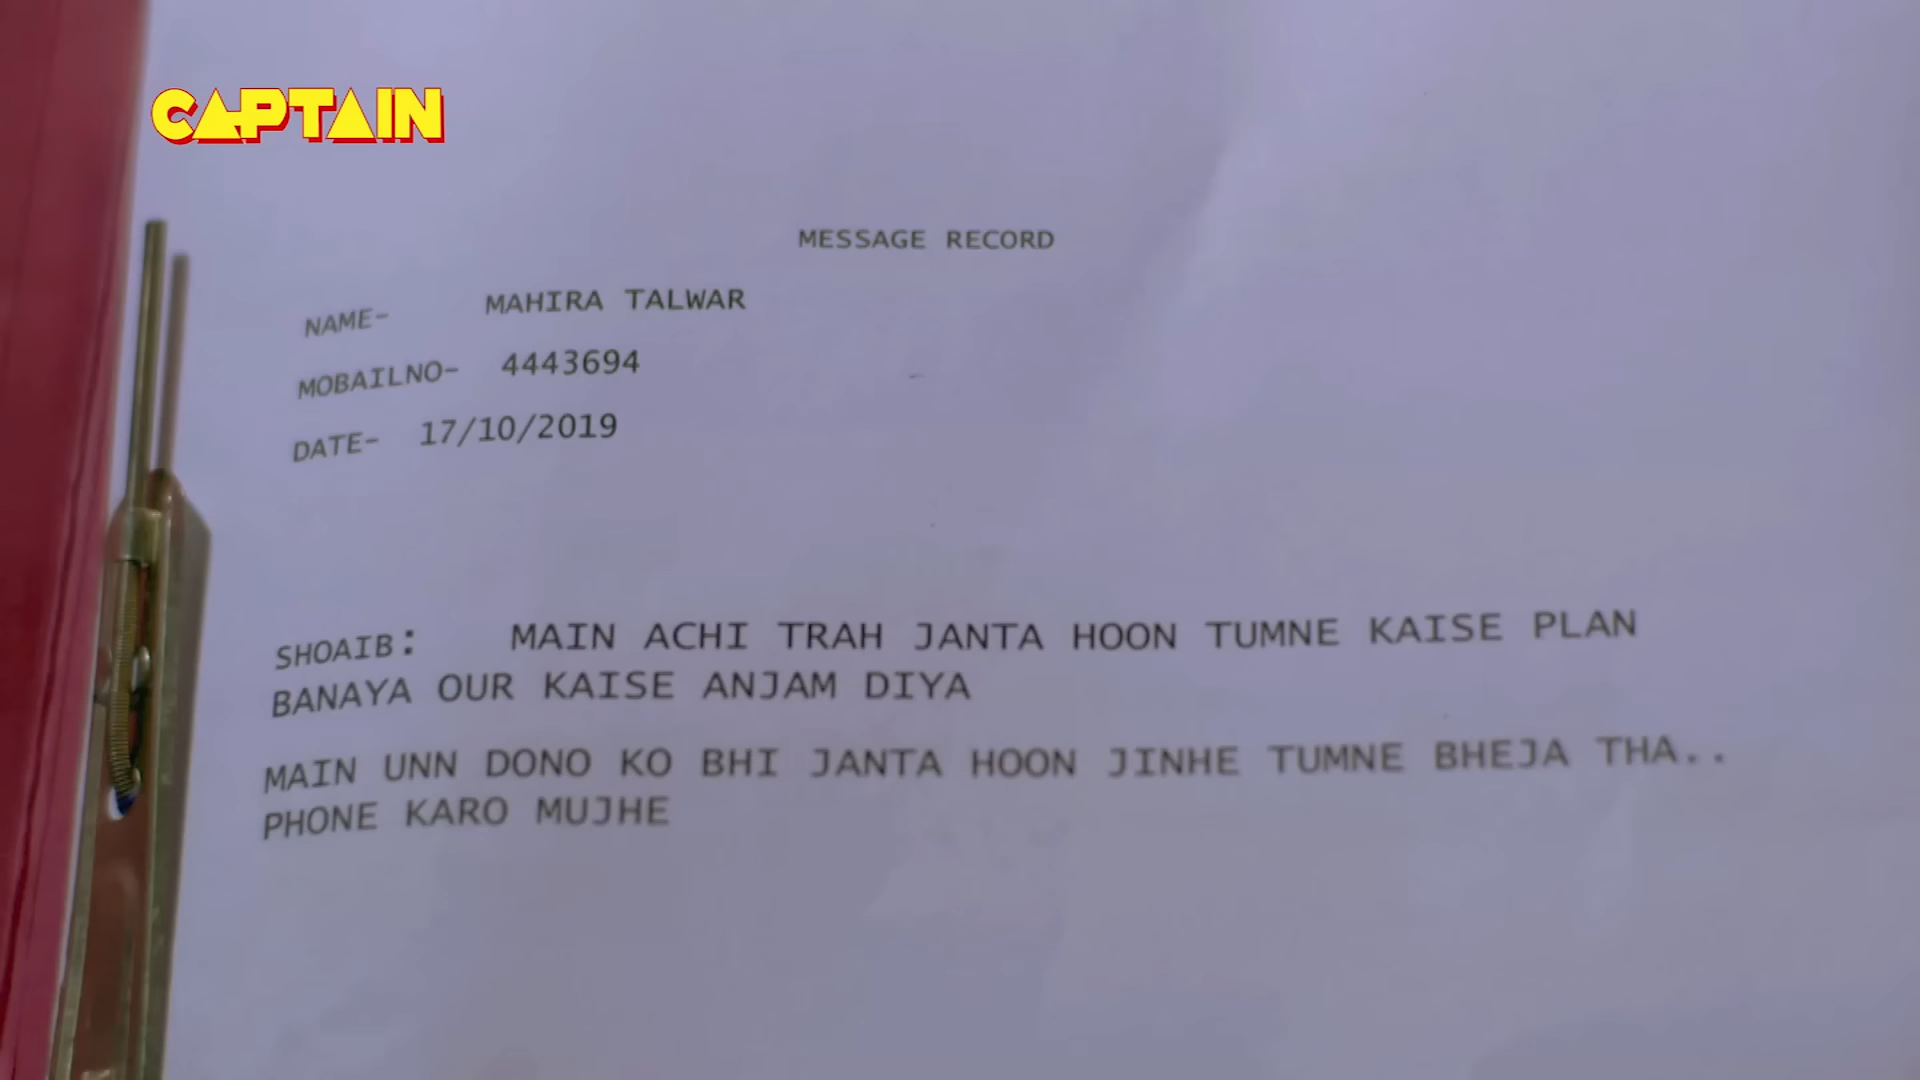 CAPTAIN
MESSAGE RECORD
NAME- MAHIRA TALWAR
MOBAILNO- 4443694
DATE- 17/10/2019
SHOAIB: MAIN ACHI TRAH JANTA HOON TUMNE KAISE PLAN
BANAYA OUR KAISE ANJAM DIYA
MAIN UNN DONO KO BHI JANTA HOON JINHE TUMNE BHEJA THA..
PHONE KARO MUJHE